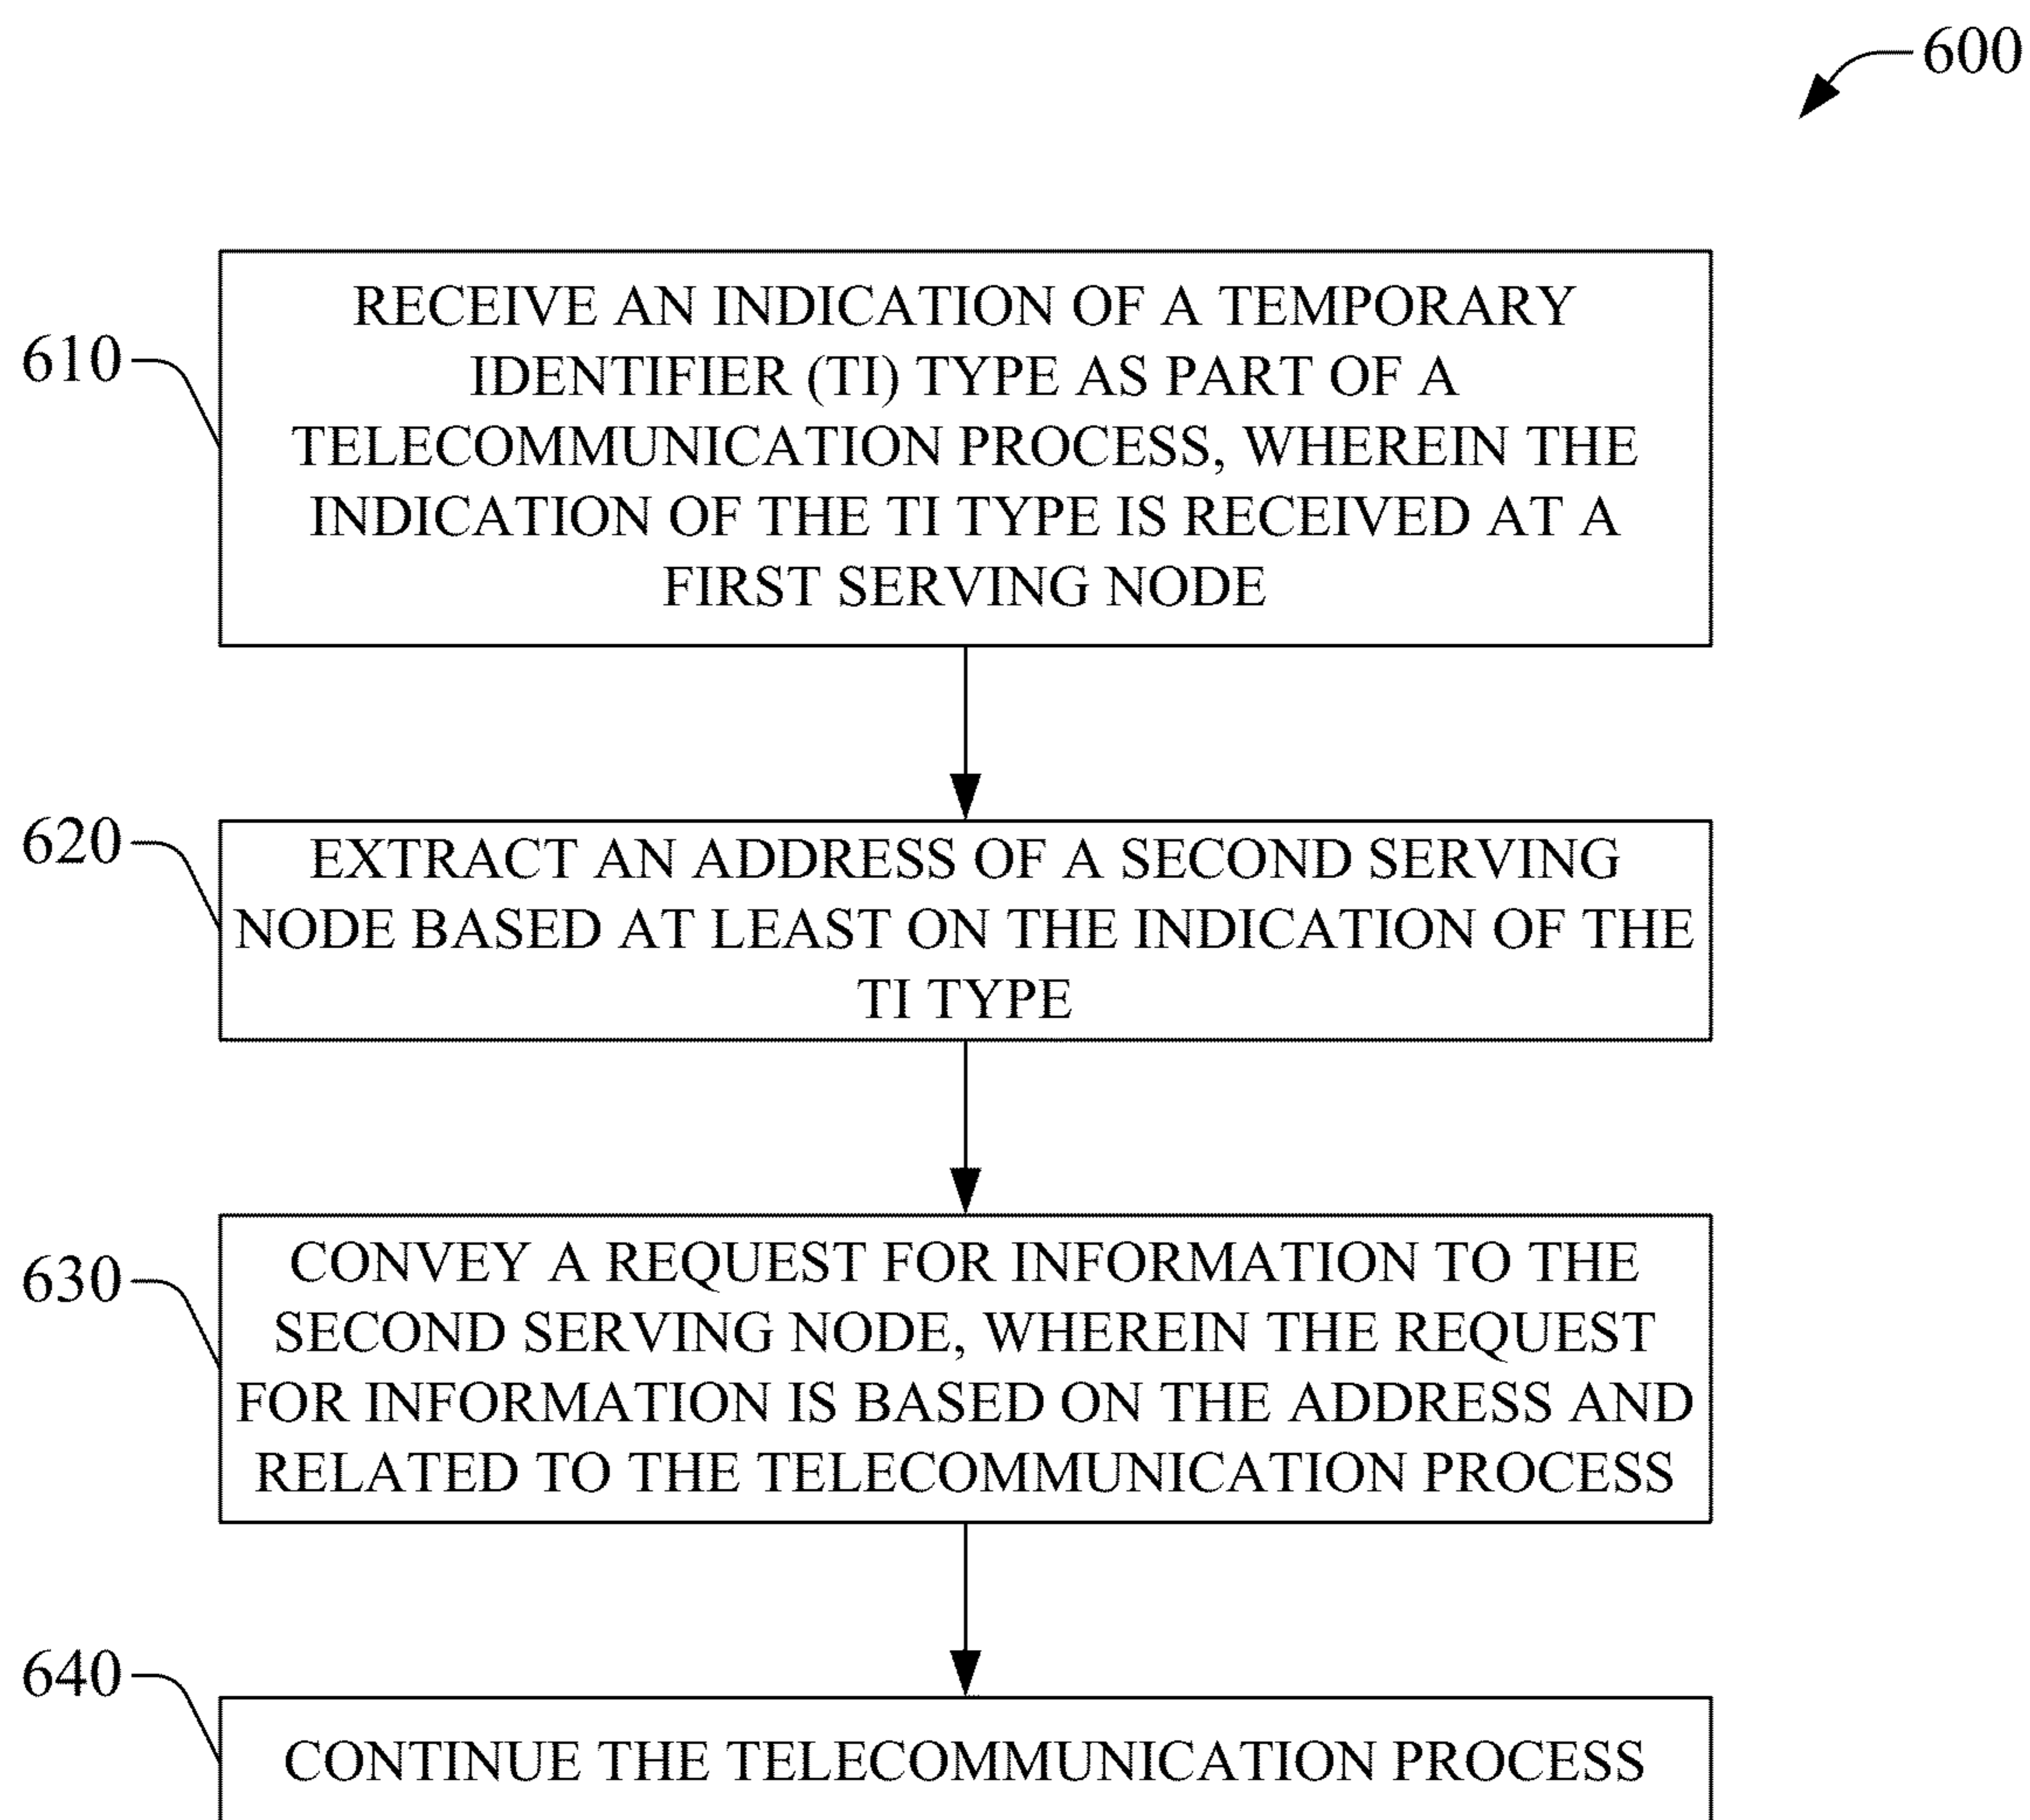 600
610
RECEIVE AN INDICATION OF A TEMPORARY
IDENTIFIER (TI) TYPE AS PART OF A
TELECOMMUNICATION PROCESS, WHEREIN THE
INDICATION OF THE TI TYPE IS RECEIVED AT A
FIRST SERVING NODE
620
EXTRACT AN ADDRESS OF A SECOND SERVING
NODE BASED AT LEAST ON THE INDICATION OF THE
TI TYPE
630
CONVEY A REQUEST FOR INFORMATION TO THE
SECOND SERVING NODE, WHEREIN THE REQUEST
FOR INFORMATION IS BASED ON THE ADDRESS AND
RELATED TO THE TELECOMMUNICATION PROCESS
640
CONTINUE THE TELECOMMUNICATION PROCESS